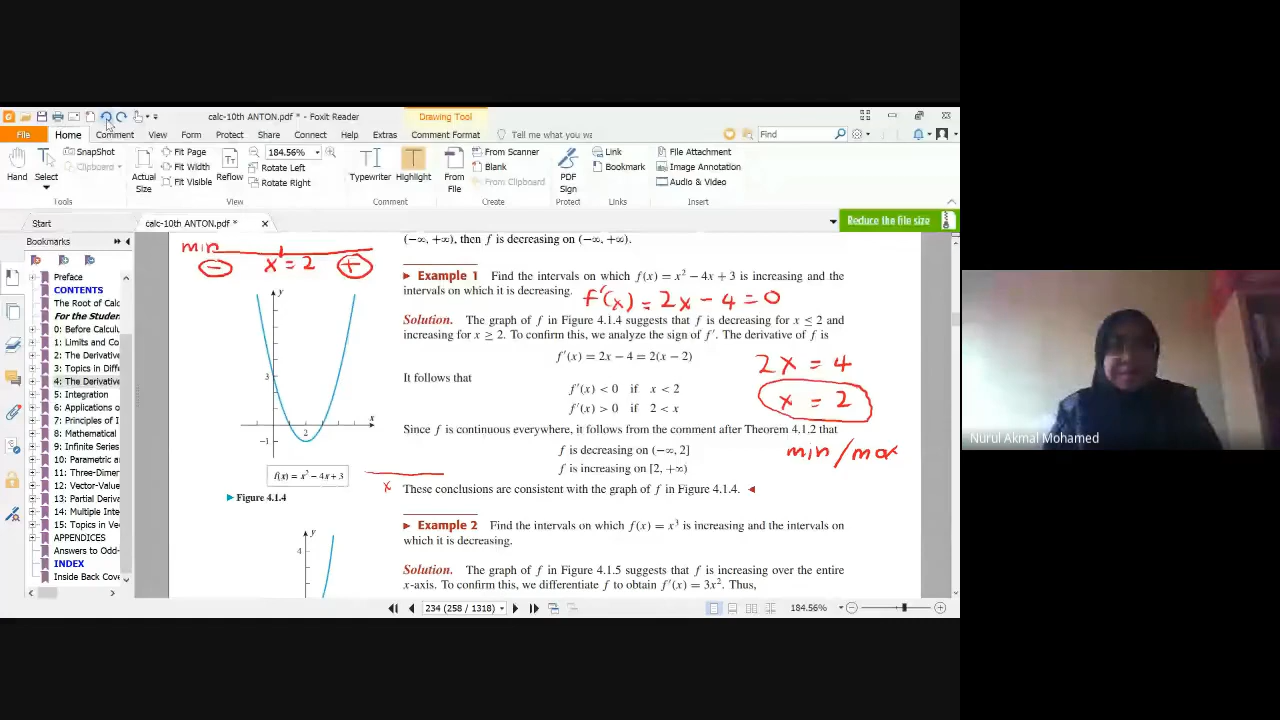 calc-10th ANTON.pdf * - Foxit Reader
Drawing Tool
File
Home
Comment
View
Form
Protect
Share
Connect
Help
Extras
Comment Format
Tell me what you wa
Find
Hand
Select
SnapShot
Clipboard
Actual Size
Fit Page
Fit Width
Fit Visible
Reflow
184.56%
Rotate Left
Rotate Right
Typewriter
Highlight
From File
From Scanner
Blank
From Clipboard
PDF Sign
Link
Bookmark
File Attachment
Image Annotation
Audio & Video
Tools
View
Comment
Create
Protect
Links
Insert
Start
calc-10th ANTON.pdf *
Reduce the file size
Bookmarks
Preface
CONTENTS
The Root of Calc
For the Student
0: Before Calculu
1: Limits and Co
2: The Derivative
3: Topics in Diffe
4: The Derivative
5: Integration
6: Applications o
7: Principles of I
8: Mathematical
9: Infinite Series
10: Parametric a
11: Three-Dimen
12: Vector-Value
13: Partial Deriva
14: Multiple Inte
15: Topics in Vec
APPENDICES
Answers to Odd-
INDEX
Inside Back Cove
min
− x = 2 +
y
3
x
2
−1
f(x) = x² − 4x + 3
Figure 4.1.4
y
4
x
(−∞, +∞), then f is decreasing on (−∞, +∞).
Example 1 Find the intervals on which f(x) = x² − 4x + 3 is increasing and the
intervals on which it is decreasing.
f'(x) = 2x − 4 = 0
Solution. The graph of f in Figure 4.1.4 suggests that f is decreasing for x ≤ 2 and
increasing for x ≥ 2. To confirm this, we analyze the sign of f′. The derivative of f is
f′(x) = 2x − 4 = 2(x − 2)
2x = 4
It follows that
f′(x) < 0 if x < 2
x = 2
f′(x) > 0 if 2 < x
Since f is continuous everywhere, it follows from the comment after Theorem 4.1.2 that
min/max
f is decreasing on (−∞, 2]
f is increasing on [2, +∞)
These conclusions are consistent with the graph of f in Figure 4.1.4.
Example 2 Find the intervals on which f(x) = x³ is increasing and the intervals on
which it is decreasing.
Solution. The graph of f in Figure 4.1.5 suggests that f is increasing over the entire
x-axis. To confirm this, we differentiate f to obtain f′(x) = 3x². Thus,
234 (258 / 1318)
184.56%
Nurul Akmal Mohamed